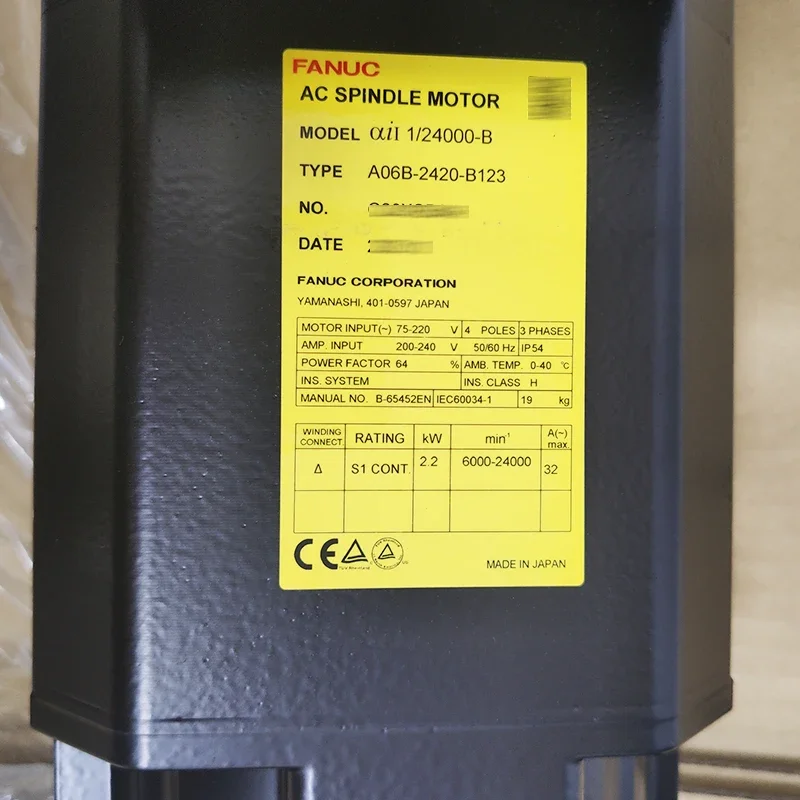 FANUC
AC SPINDLE MOTOR
MODEL αiI 1/24000-B
TYPE A06B-2420-B123
NO.
DATE
FANUC CORPORATION
YAMANASHI, 401-0597 JAPAN
MOTOR INPUT(~) 75-220 V 4 POLES 3 PHASES
AMP. INPUT 200-240 V 50/60 Hz IP54
POWER FACTOR 64 % AMB. TEMP. 0-40 °C
INS. SYSTEM INS. CLASS H
MANUAL NO. B-65452EN IEC60034-1 19 kg
WINDING CONNECT. RATING kW min⁻¹ A(~) max.
Δ S1 CONT. 2.2 6000-24000 32
CE
MADE IN JAPAN